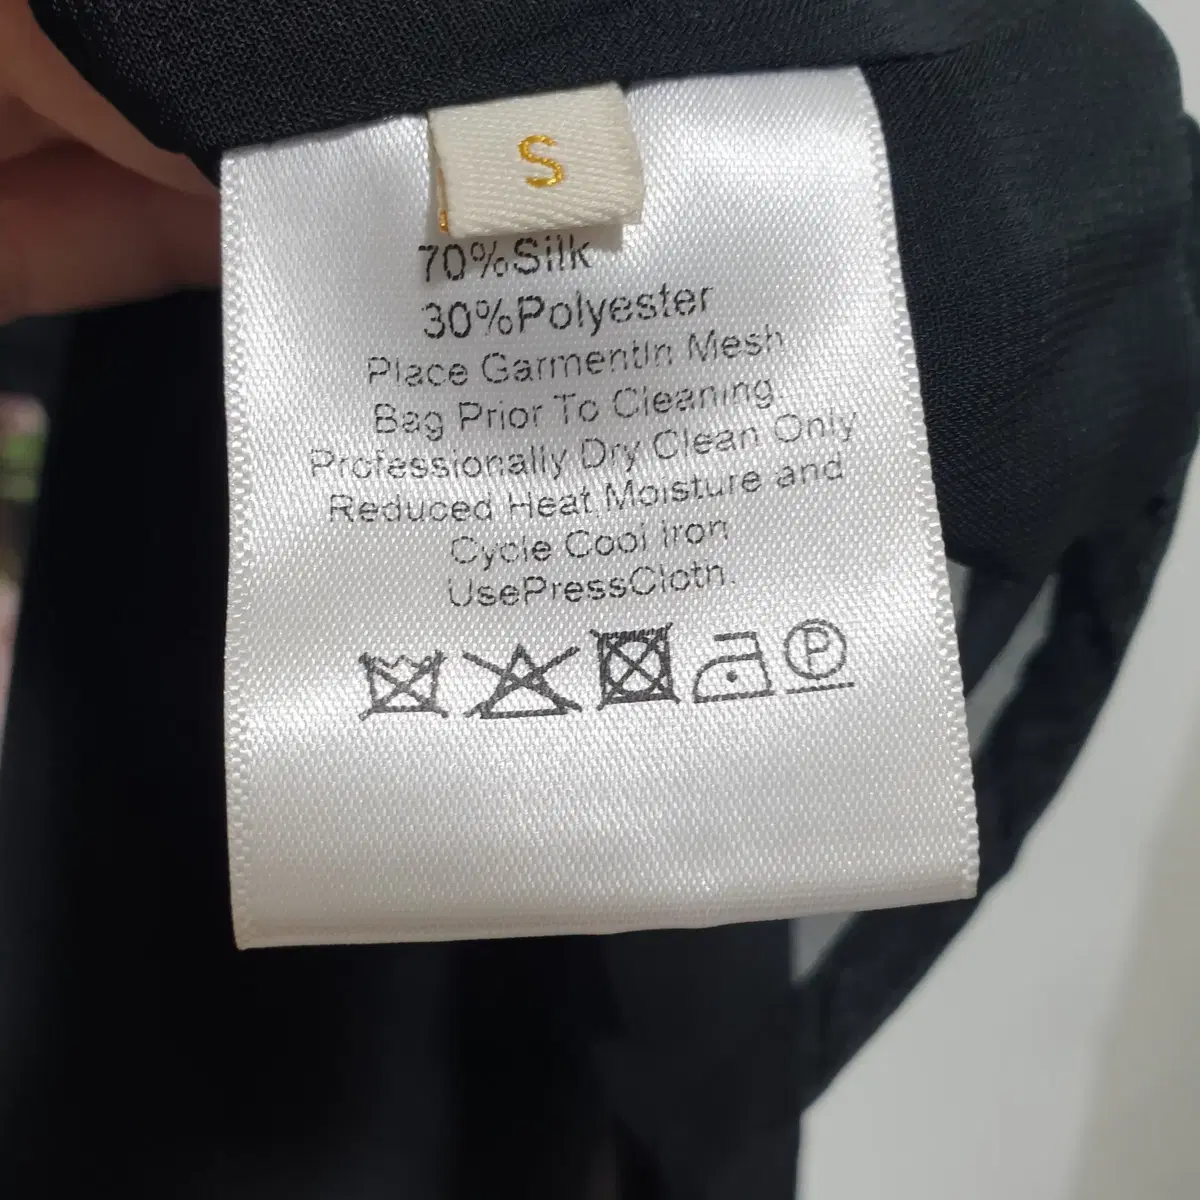 S
70%Silk
30%Polyester
Place GarmentIn Mesh
Bag Prior To Cleaning.
Professionally Dry Clean Only
Reduced Heat Moisture and
Cycle Cool Iron
UsePressCloth.
P